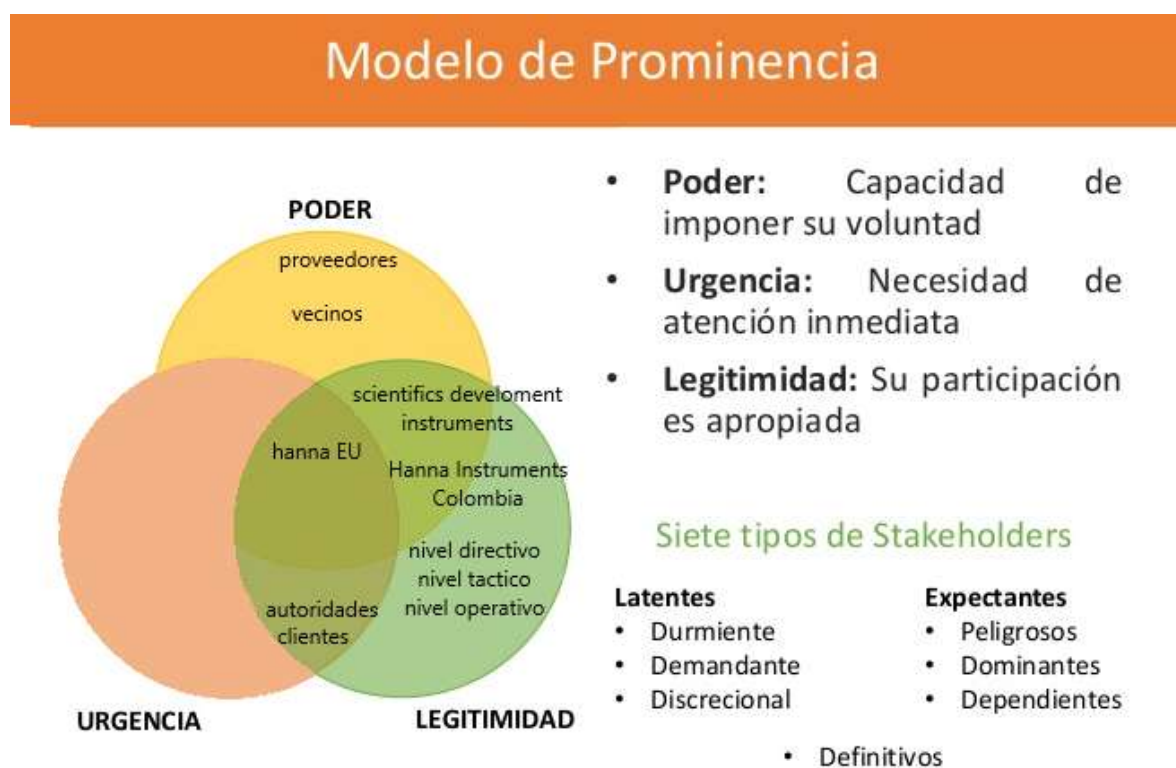 Modelo de Prominencia
PODER
proveedores
vecinos
scientifics develoment
instruments
hanna EU
Hanna Instruments
Colombia
nivel directivo
nivel tactico
nivel operativo
autoridades
clientes
URGENCIA
LEGITIMIDAD
• Poder: Capacidad de
imponer su voluntad
• Urgencia: Necesidad de
atención inmediata
• Legitimidad: Su participación
es apropiada
Siete tipos de Stakeholders
Latentes
• Durmiente
• Demandante
• Discrecional
Expectantes
• Peligrosos
• Dominantes
• Dependientes
• Definitivos